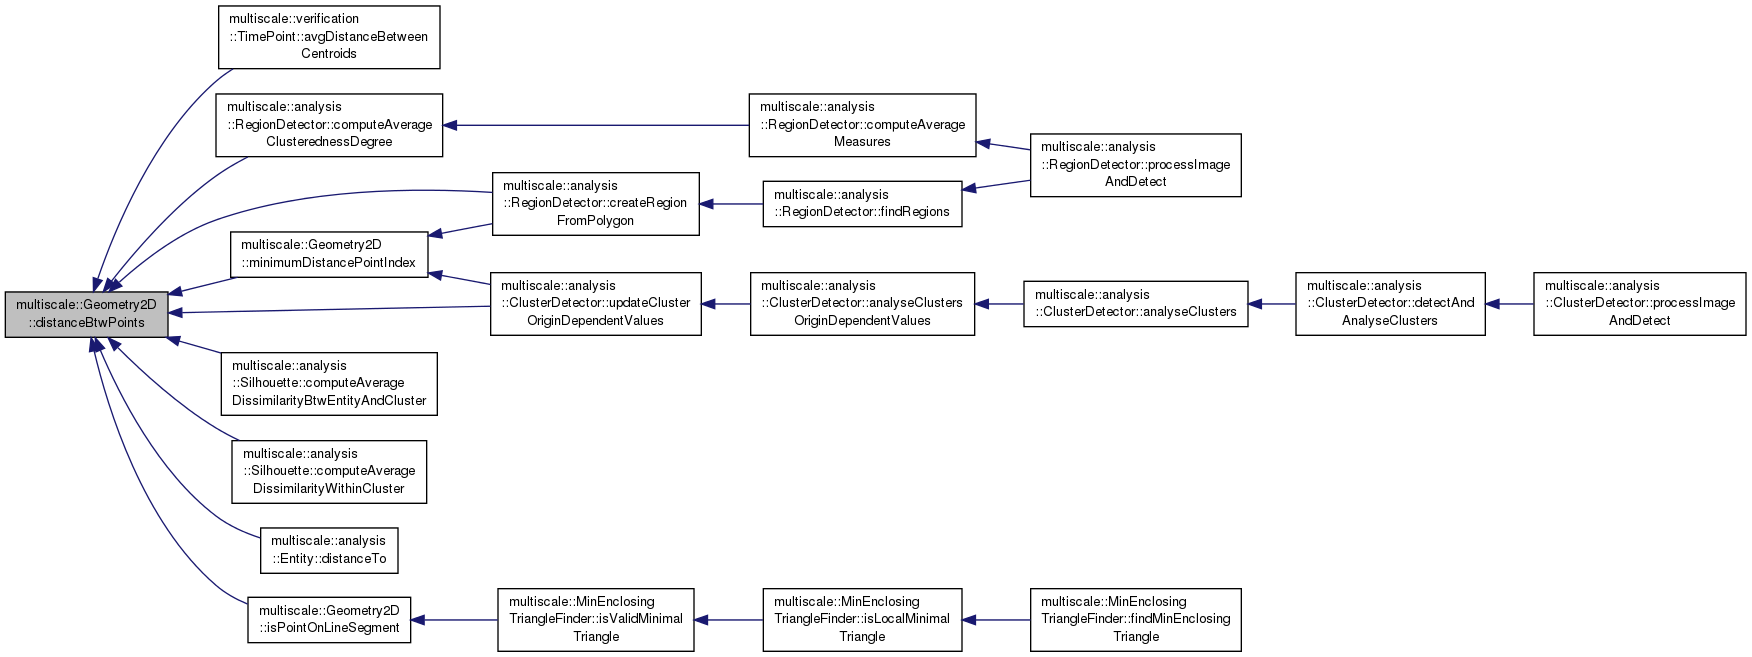 multiscale::verification
::TimePoint::avgDistanceBetween
Centroids
multiscale::analysis
::RegionDetector::computeAverage
ClusterednessDegree
multiscale::analysis
::RegionDetector::computeAverage
Measures
multiscale::analysis
::RegionDetector::processImage
AndDetect
multiscale::analysis
::RegionDetector::createRegion
FromPolygon
multiscale::analysis
::RegionDetector::findRegions
multiscale::Geometry2D
::minimumDistancePointIndex
multiscale::Geometry2D
::distanceBtwPoints
multiscale::analysis
::ClusterDetector::updateCluster
OriginDependentValues
multiscale::analysis
::ClusterDetector::analyseClusters
OriginDependentValues
multiscale::analysis
::ClusterDetector::analyseClusters
multiscale::analysis
::ClusterDetector::detectAnd
AnalyseClusters
multiscale::analysis
::ClusterDetector::processImage
AndDetect
multiscale::analysis
::Silhouette::computeAverage
DissimilarityBtwEntityAndCluster
multiscale::analysis
::Silhouette::computeAverage
DissimilarityWithinCluster
multiscale::analysis
::Entity::distanceTo
multiscale::Geometry2D
::isPointOnLineSegment
multiscale::MinEnclosing
TriangleFinder::isValidMinimal
Triangle
multiscale::MinEnclosing
TriangleFinder::isLocalMinimal
Triangle
multiscale::MinEnclosing
TriangleFinder::findMinEnclosing
Triangle